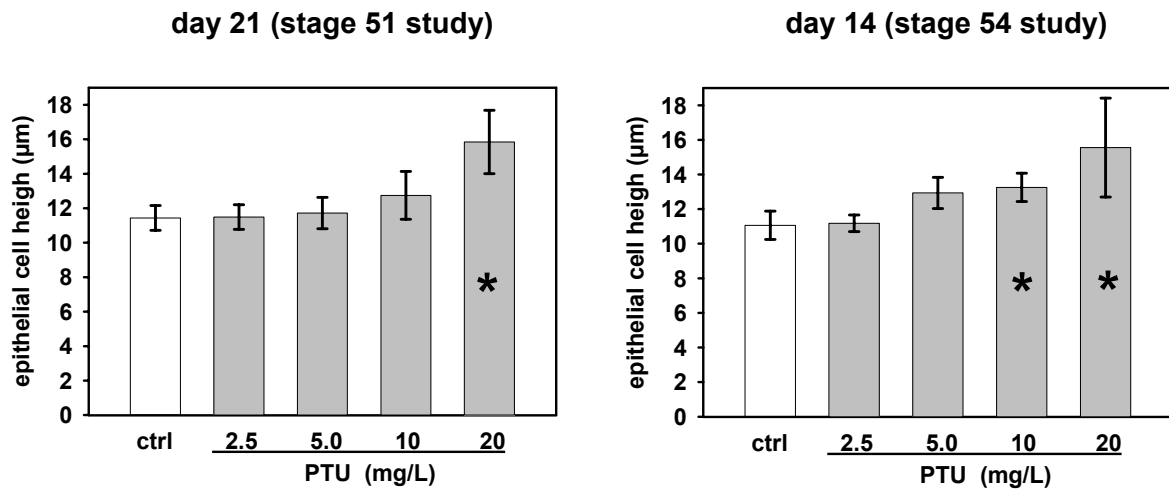 day 21 (stage 51 study)
epithelial cell heigh (µm)
18
16
14
12
10
8
6
4
2
0
*
ctrl 2.5 5.0 10 20
PTU (mg/L)
day 14 (stage 54 study)
epithelial cell heigh (µm)
18
16
14
12
10
8
6
4
2
0
* *
ctrl 2.5 5.0 10 20
PTU (mg/L)